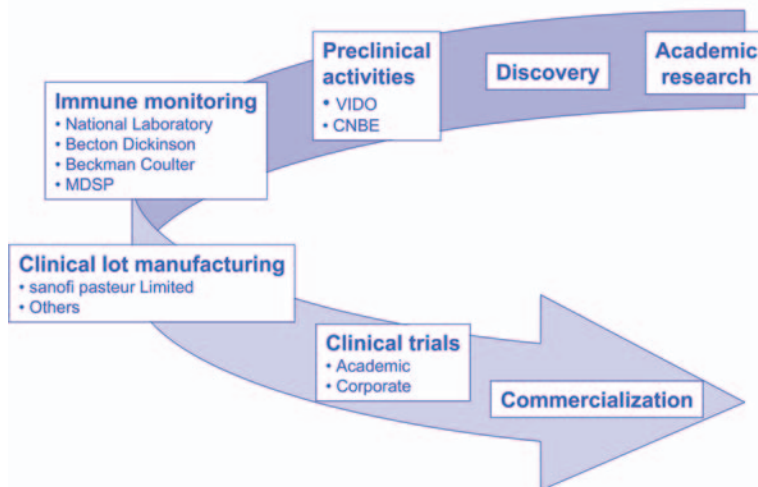 Academic
research
Discovery
Preclinical
activities
• VIDO
• CNBE
Immune monitoring
• National Laboratory
• Becton Dickinson
• Beckman Coulter
• MDSP
Clinical lot manufacturing
• sanofi pasteur Limited
• Others
Clinical trials
• Academic
• Corporate
Commercialization